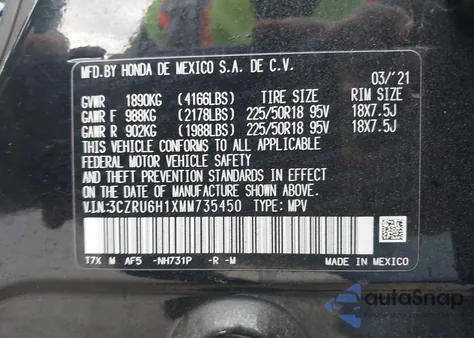 MFD.BY HONDA DE MEXICO S.A. DE C.V.
03/'21
GVWR 1890KG (4166LBS) TIRE SIZE RIM SIZE
GAWR F 988KG (2178LBS) 225/50R18 95V 18X7.5J
GAWR R 902KG (1988LBS) 225/50R18 95V 18X7.5J
THIS VEHICLE CONFORMS TO ALL APPLICABLE
FEDERAL MOTOR VEHICLE SAFETY
AND THEFT PREVENTION STANDARDS IN EFFECT ON
THE DATE OF MANUFACTURE SHOWN ABOVE.
V.I.N:3CZRU6H1XMM735450 TYPE: MPV
T7X M AF5 -NH731P -R -M MADE IN MEXICO
autoSnap